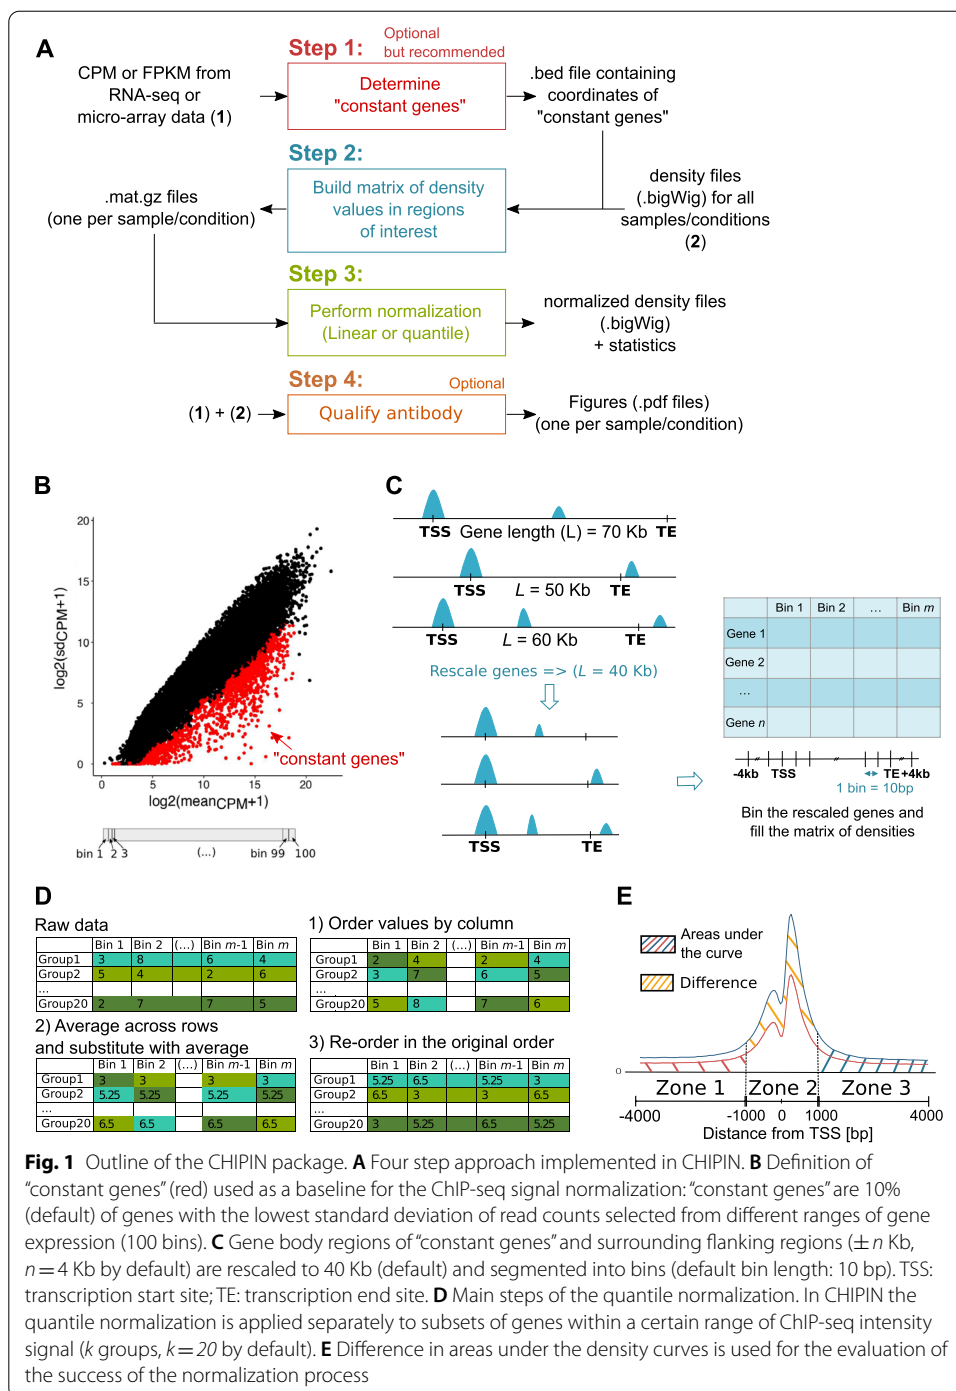 A
Step 1:
Optional
but recommended
CPM or FPKM from
RNA-seq or
micro-array data (1)
Determine
"constant genes"
.bed file containing
coordinates of
"constant genes"
Step 2:
.mat.gz files
(one per sample/condition)
Build matrix of density
values in regions
of interest
density files
(.bigWig) for all
samples/conditions
(2)
Step 3:
Perform normalization
(Linear or quantile)
normalized density files
(.bigWig)
+ statistics
Step 4:
Optional
(1) + (2)
Qualify antibody
Figures (.pdf files)
(one per sample/condition)
B
log2(sdCPM+1)
20
15
10
5
0
0 5 10 15 20
log2(meanCPM+1)
"constant genes"
bin 1 2 3 (...) bin 99 100
C
TSS Gene length (L) = 70 Kb TE
TSS L = 50 Kb TE
TSS L = 60 Kb TE
Rescale genes => (L = 40 Kb)
TSS TE
Bin 1 Bin 2 ... Bin m
Gene 1
Gene 2
...
Gene n
-4kb TSS TE +4kb
1 bin = 10bp
Bin the rescaled genes and
fill the matrix of densities
D
Raw data
Bin 1 Bin 2 (...) Bin m-1 Bin m
Group1 3 8 6 4
Group2 5 4 2 6
...
Group20 2 7 7 5
1) Order values by column
Bin 1 Bin 2 (...) Bin m-1 Bin m
Group1 2 4 2 4
Group2 3 7 6 5
...
Group20 5 8 7 6
2) Average across rows
and substitute with average
Bin 1 Bin 2 (...) Bin m-1 Bin m
Group1 3 3 3 3
Group2 5.25 5.25 5.25 5.25
...
Group20 6.5 6.5 6.5 6.5
3) Re-order in the original order
Bin 1 Bin 2 (...) Bin m-1 Bin m
Group1 5.25 6.5 5.25 3
Group2 6.5 3 3 6.5
...
Group20 3 5.25 6.5 5.25
E
Areas under
the curve
Difference
0
Zone 1 Zone 2 Zone 3
-4000 -1000 0 1000 4000
Distance from TSS [bp]
Fig. 1 Outline of the CHIPIN package. A Four step approach implemented in CHIPIN. B Definition of
“constant genes” (red) used as a baseline for the ChIP-seq signal normalization: “constant genes” are 10%
(default) of genes with the lowest standard deviation of read counts selected from different ranges of gene
expression (100 bins). C Gene body regions of “constant genes” and surrounding flanking regions (± n Kb,
n = 4 Kb by default) are rescaled to 40 Kb (default) and segmented into bins (default bin length: 10 bp). TSS:
transcription start site; TE: transcription end site. D Main steps of the quantile normalization. In CHIPIN the
quantile normalization is applied separately to subsets of genes within a certain range of ChIP-seq intensity
signal (k groups, k = 20 by default). E Difference in areas under the density curves is used for the evaluation of
the success of the normalization process